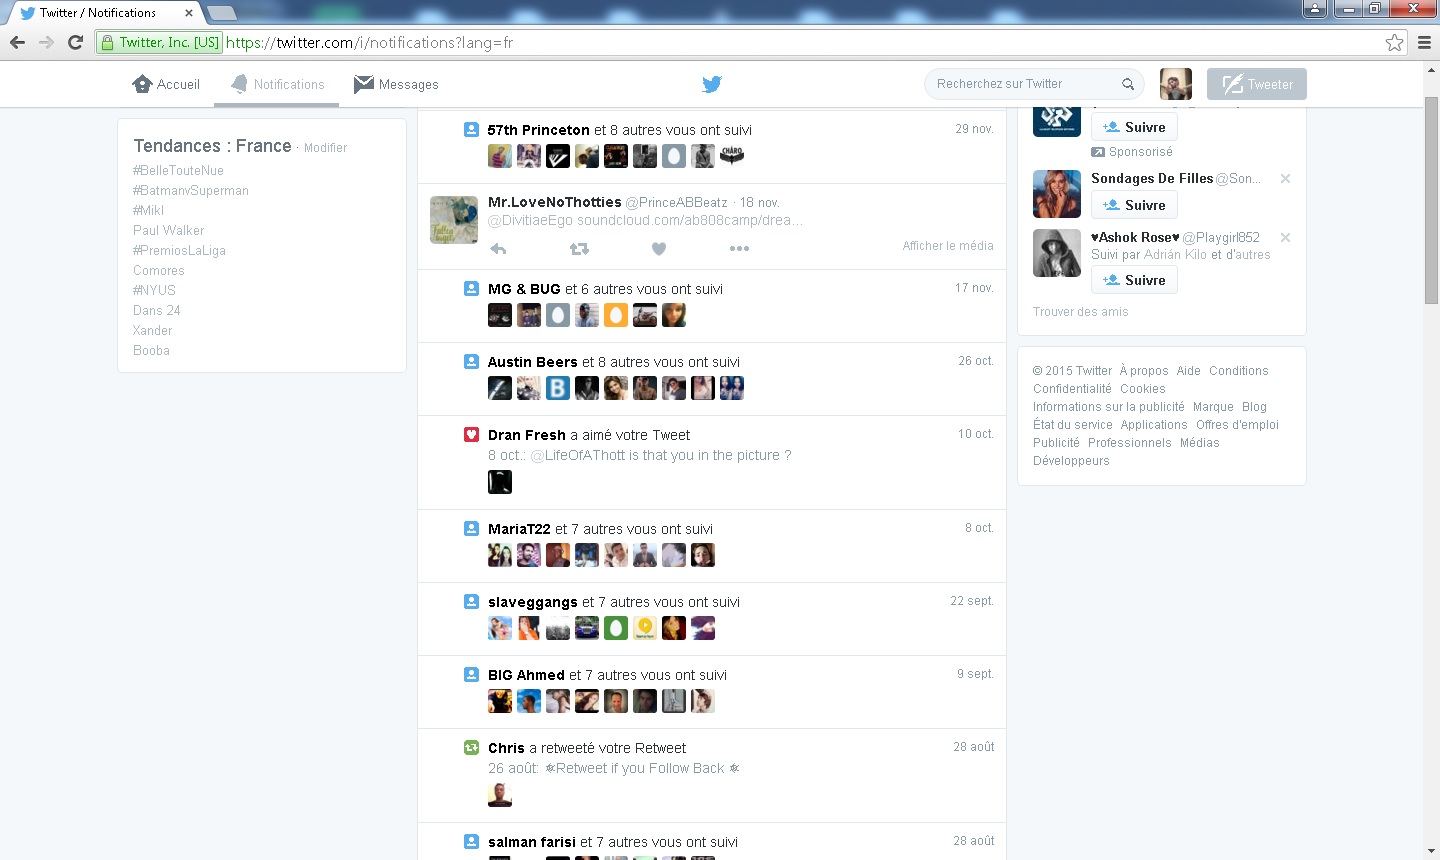 Twitter / Notifications
Twitter, Inc. [US] https://twitter.com/i/notifications?lang=fr
Accueil
Notifications
Messages
Recherchez sur Twitter
Tweeter
Tendances : France · Modifier
#BelleTouteNue
#BatmanvSuperman
#Mikl
Paul Walker
#PremiosLaLiga
Comores
#NYUS
Dans 24
Xander
Booba
57th Princeton et 8 autres vous ont suivi
29 nov.
CHARO
Mr.LoveNoThotties @PrinceABBeatz · 18 nov.
@DivitiaeEgo soundcloud.com/ab808camp/drea...
Afficher le média
MG & BUG et 6 autres vous ont suivi
17 nov.
Austin Beers et 8 autres vous ont suivi
26 oct.
B
Dran Fresh a aimé votre Tweet
10 oct.
8 oct.: @LifeOfAThott is that you in the picture ?
MariaT22 et 7 autres vous ont suivi
8 oct.
slaveggangs et 7 autres vous ont suivi
22 sept.
BIG Ahmed et 7 autres vous ont suivi
9 sept.
Chris a retweeté votre Retweet
28 août
26 août: ✵Retweet if you Follow Back ✵
salman farisi et 7 autres vous ont suivi
28 août
Suivre
Sponsorisé
Sondages De Filles @Son...
Suivre
♥Ashok Rose♥ @Playgirl852
Suivi par Adrián Kilo et d'autres
Suivre
Trouver des amis
© 2015 Twitter À propos Aide Conditions
Confidentialité Cookies
Informations sur la publicité Marque Blog
État du service Applications Offres d'emploi
Publicité Professionnels Médias
Développeurs